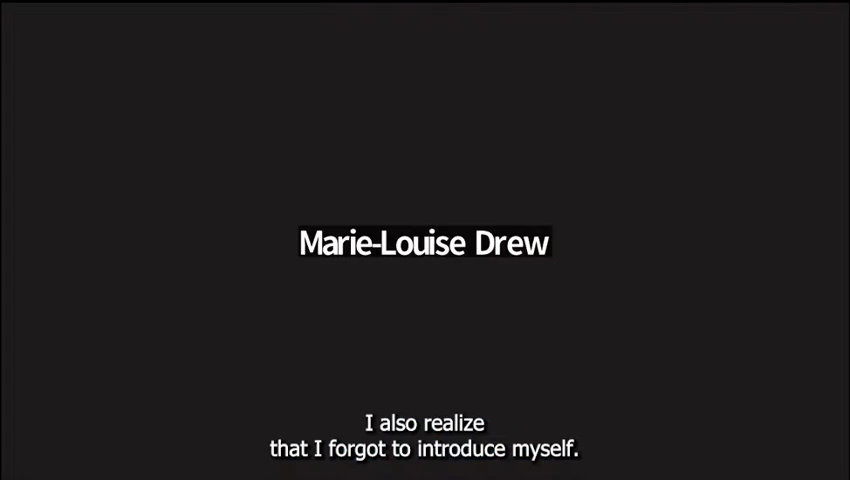 Marie-Louise Drew
I also realize
that I forgot to introduce myself.